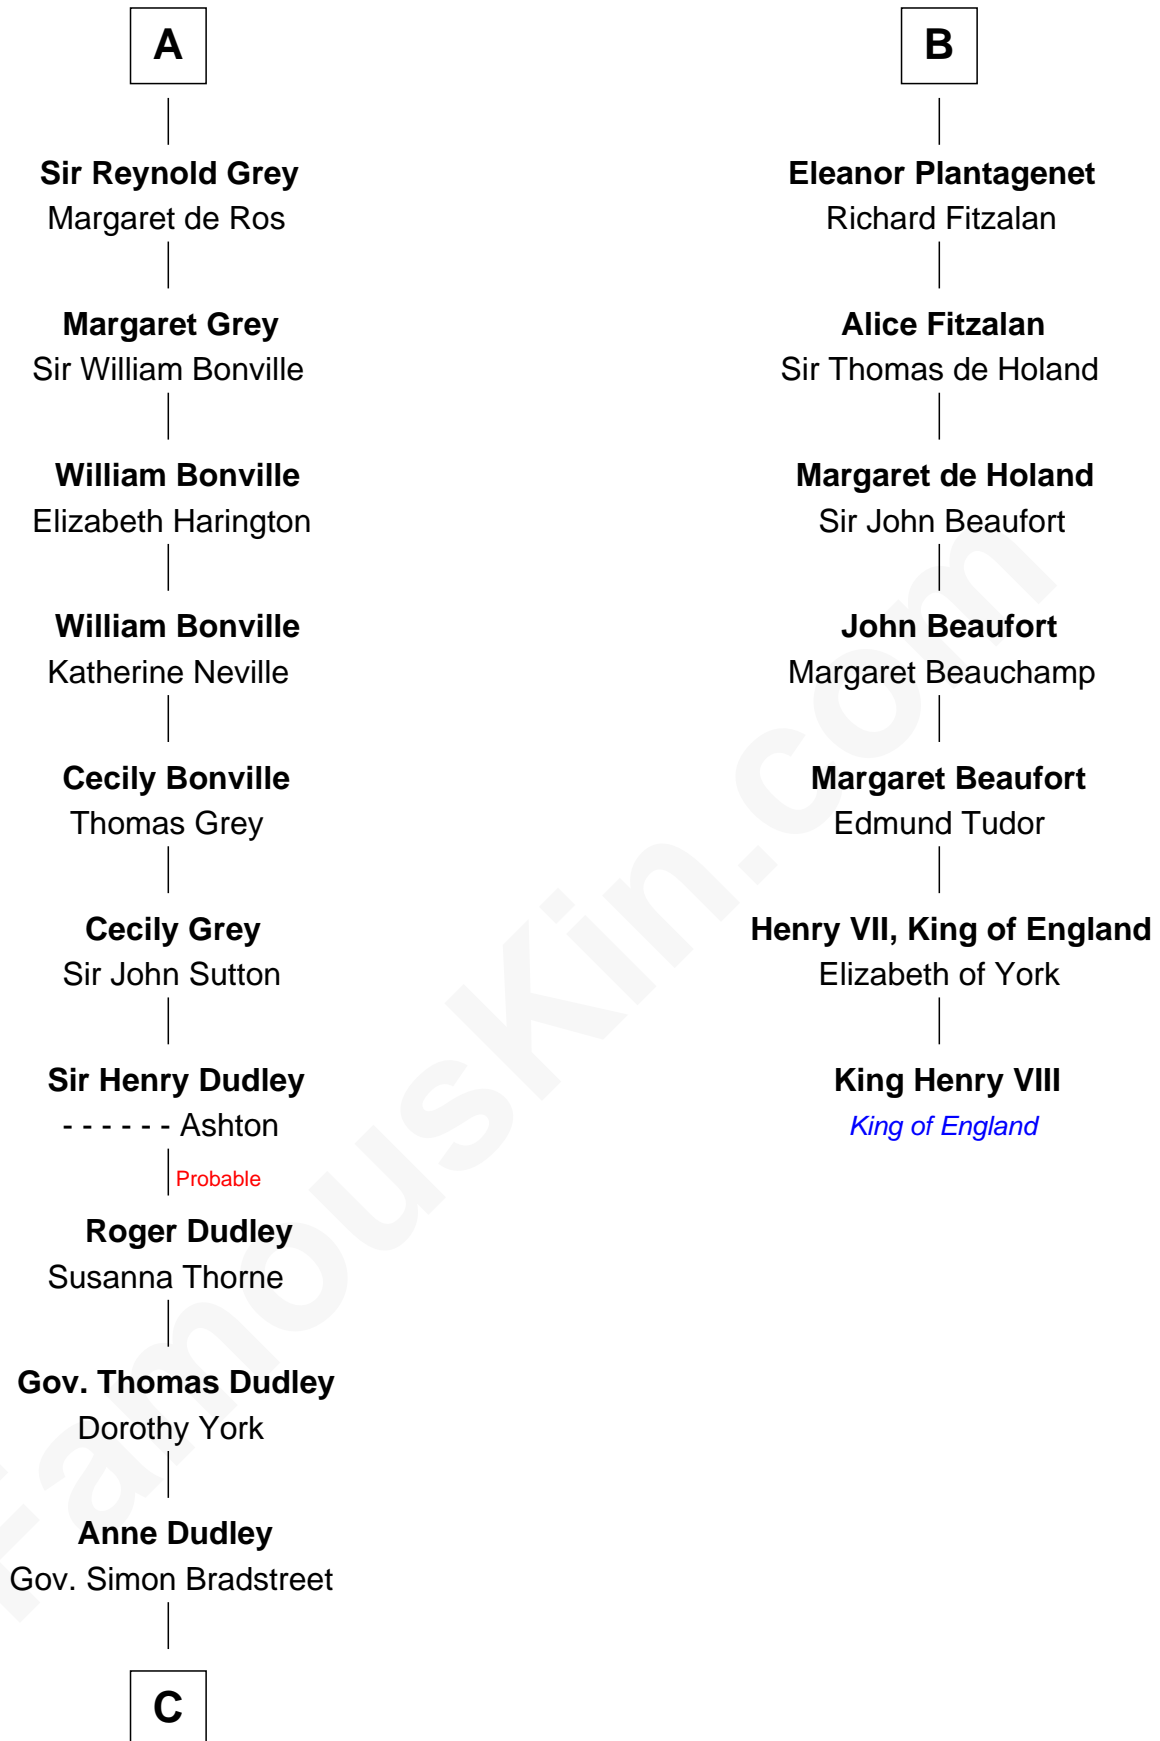 A
Sir Reynold Grey
Margaret de Ros
Margaret Grey
Sir William Bonville
William Bonville
Elizabeth Harington
William Bonville
Katherine Neville
Cecily Bonville
Thomas Grey
Cecily Grey
Sir John Sutton
Sir Henry Dudley
- - - - - - Ashton
Probable
Roger Dudley
Susanna Thorne
Gov. Thomas Dudley
Dorothy York
Anne Dudley
Gov. Simon Bradstreet
C
B
Eleanor Plantagenet
Richard Fitzalan
Alice Fitzalan
Sir Thomas de Holand
Margaret de Holand
Sir John Beaufort
John Beaufort
Margaret Beauchamp
Margaret Beaufort
Edmund Tudor
Henry VII, King of England
Elizabeth of York
King Henry VIII
King of England
FamousKin.com